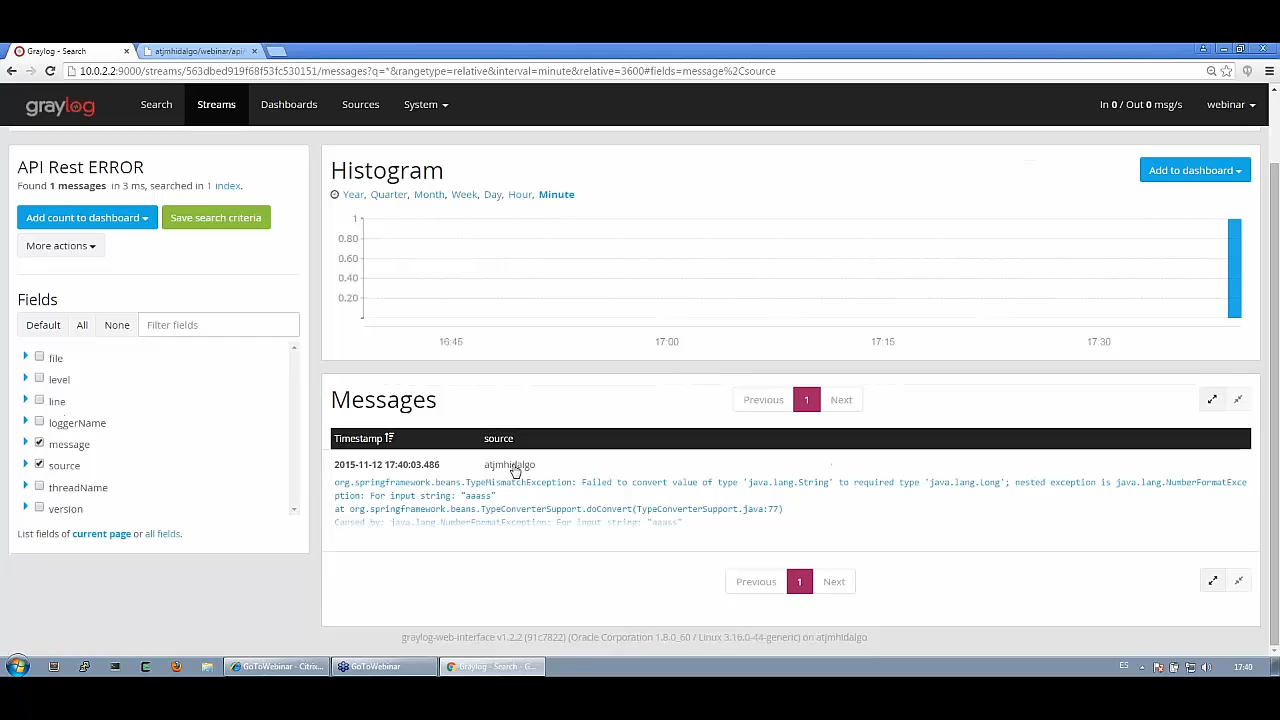 Graylog - Search
atjmhidalgo/webinar/api/
10.0.2.2:9000/streams/563dbed919f68f53fc530151/messages?q=*&rangetype=relative&interval=minute&relative=3600#fields=message%2Csource
graylog
Search
Streams
Dashboards
Sources
System
In 0 / Out 0 msg/s
webinar
API Rest ERROR
Found 1 messages in 3 ms, searched in 1 index.
Add count to dashboard
Save search criteria
More actions
Fields
Default
All
None
Filter fields
file
level
line
loggerName
message
source
threadName
version
List fields of current page or all fields.
Histogram
Add to dashboard
Year, Quarter, Month, Week, Day, Hour, Minute
1
0.80
0.60
0.40
0.20
16:45
17:00
17:15
17:30
Messages
Previous
1
Next
Timestamp
source
2015-11-12 17:40:03.486
atjmhidalgo
org.springframework.beans.TypeMismatchException: Failed to convert value of type 'java.lang.String' to required type 'java.lang.Long'; nested exception is java.lang.NumberFormatExce
ption: For input string: "aaass"
at org.springframework.beans.TypeConverterSupport.doConvert(TypeConverterSupport.java:77)
Caused by: java.lang.NumberFormatException: For input string: "aaass"
Previous
1
Next
graylog-web-interface v1.2.2 (91c7822) (Oracle Corporation 1.8.0_60 / Linux 3.16.0-44-generic) on atjmhidalgo
GoToWebinar - Citrix...
GoToWebinar
Graylog - Search - G...
ES
17:40